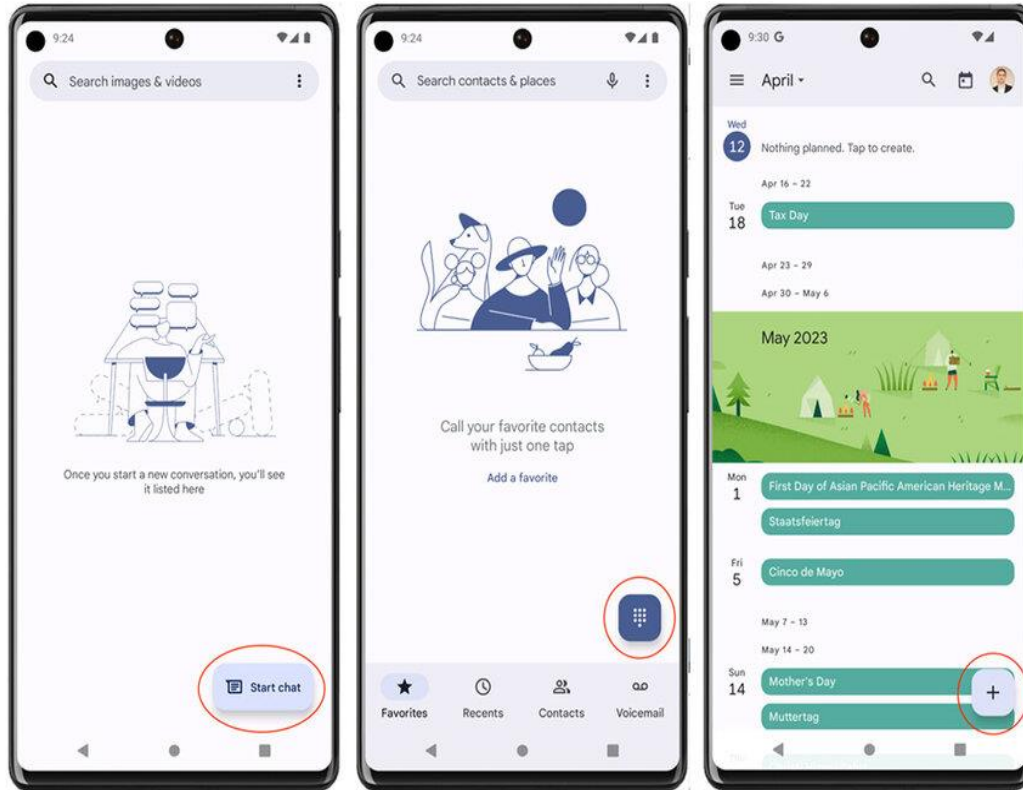 9:24
Search images & videos
Once you start a new conversation, you'll see
it listed here
Start chat
9:24
Search contacts & places
Call your favorite contacts
with just one tap
Add a favorite
Favorites Recents Contacts Voicemail
9:30 G
April
Wed
12 Nothing planned. Tap to create.
Apr 16 – 22
Tue
18 Tax Day
Apr 23 – 29
Apr 30 – May 6
May 2023
Mon
1 First Day of Asian Pacific American Heritage M...
Staatsfeiertag
Fri
5 Cinco de Mayo
May 7 – 13
May 14 – 20
Sun
14 Mother's Day
Muttertag